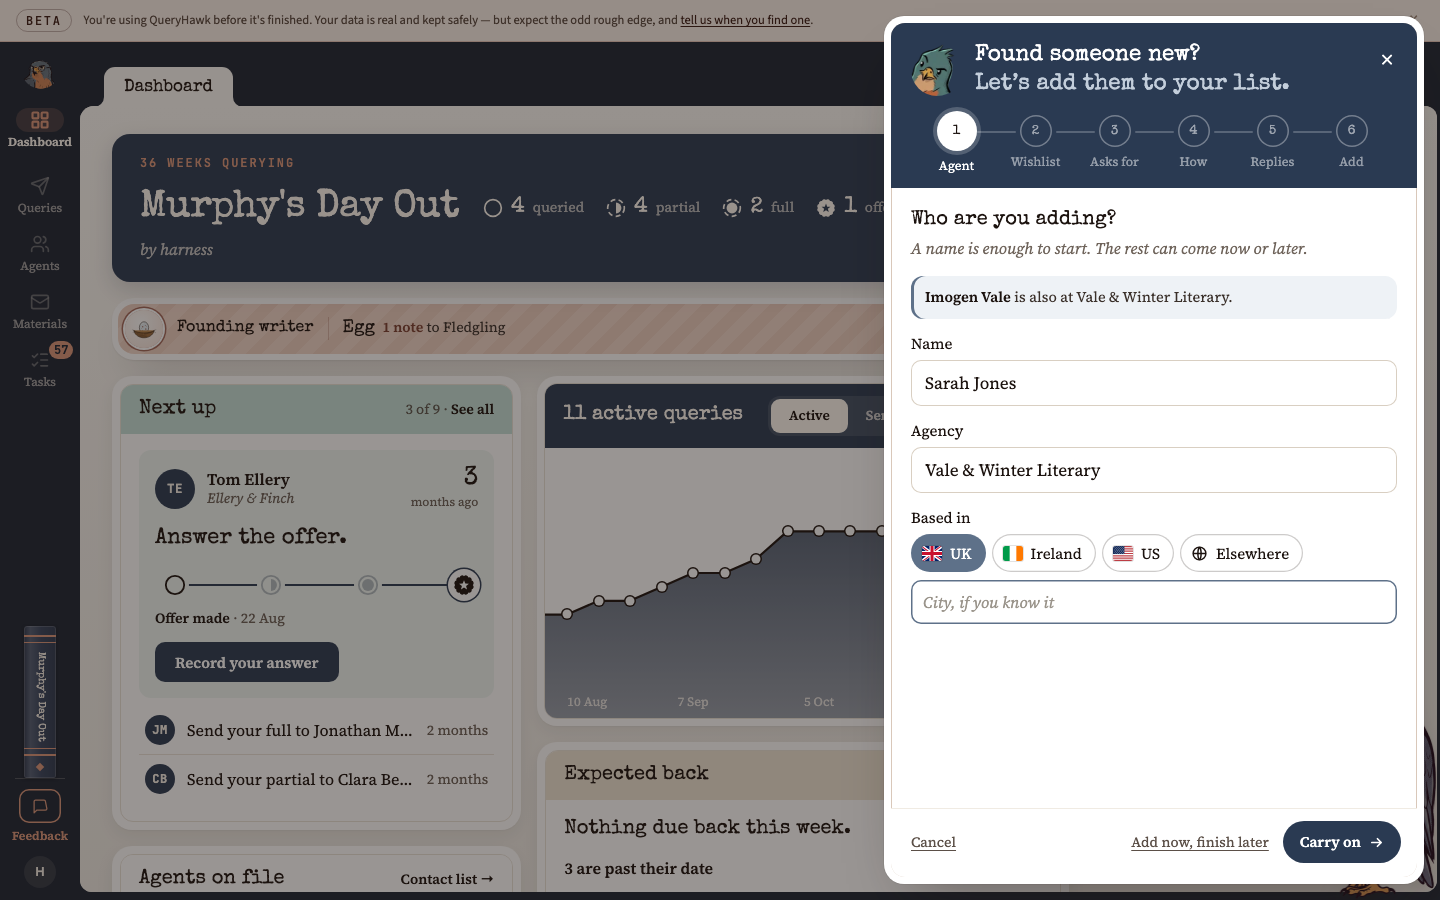 BETA
You're using QueryHawk before it's finished. Your data is real and kept safely — but expect the odd rough edge, and tell us when you find one.
Dashboard
Queries
Agents
Materials
57
Tasks
Murphy's Day Out
Feedback
H
Dashboard
36 WEEKS QUERYING
Murphy's Day Out
4 queried
4 partial
2 full
1
by harness
Founding writer
Egg 1 note to Fledgling
Next up
3 of 9 · See all
TE
Tom Ellery
Ellery & Finch
3
months ago
Answer the offer.
Offer made · 22 Aug
Record your answer
JM
Send your full to Jonathan M...
2 months
CB
Send your partial to Clara Be...
2 months
Agents on file
Contact list →
11 active queries
Active
10 Aug
7 Sep
5 Oct
Expected back
Nothing due back this week.
3 are past their date
Found someone new?
Let's add them to your list.
1
2
3
4
5
6
Agent
Wishlist
Asks for
How
Replies
Add
Who are you adding?
A name is enough to start. The rest can come now or later.
Imogen Vale is also at Vale & Winter Literary.
Name
Sarah Jones
Agency
Vale & Winter Literary
Based in
UK
Ireland
US
Elsewhere
City, if you know it
Cancel
Add now, finish later
Carry on →